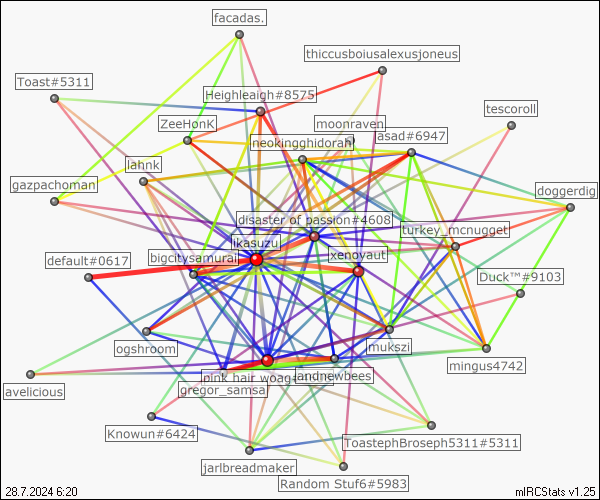 facadas.
thiccusboiusalexusjoneus
Toast#5311
Heighleaigh#8575
tescoroll
ZeeHonK
moonraven
asad#6947
neokingghidorah
lahnk
gazpachoman
doggerdig
disaster of passion#4608
turkey_mcnugget
likasuzu
xenovaut
default#0617
bigcitysamurai
Duck™#9103
ogshroom
mukszi
mingus4742
pink hair woag
landnewbees
gregor_samsa
avelicious
Knowun#6424
ToastephBroseph5311#5311
jarlbreadmaker
Random Stuf6#5983
28.7.2024 6:20
mIRCStats v1.25